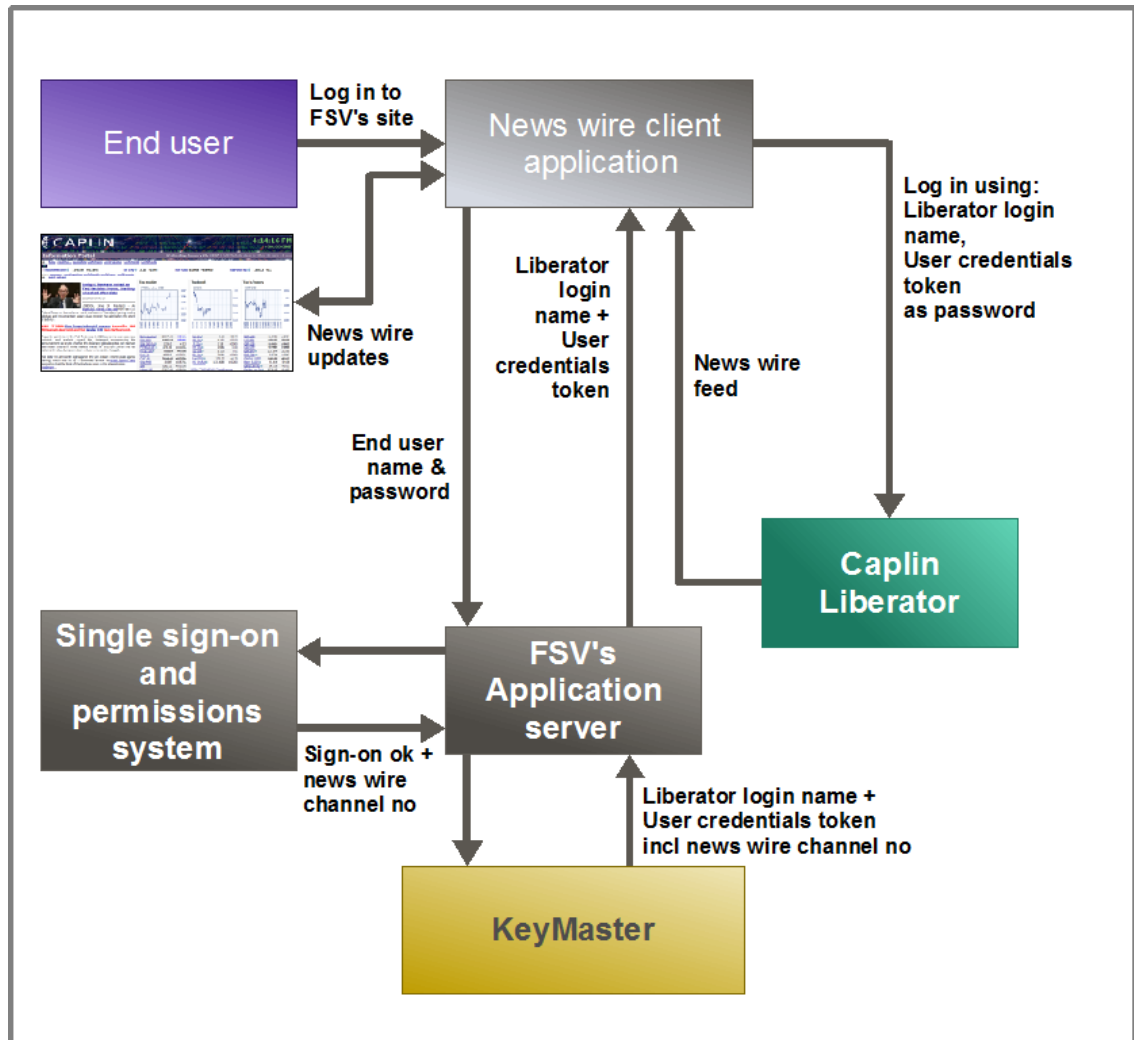 End user
Log in to
FSV's site
News wire client
application
CAPLIN
Information Portal
News wire
updates
Liberator
login
name +
User
credentials
token
News wire
feed
Log in using:
Liberator login
name,
User credentials
token
as password
End user
name &
password
Caplin
Liberator
Single sign-on
and
permissions
system
FSV's
Application
server
Sign-on ok +
news wire
channel no
Liberator login name +
User credentials token
incl news wire channel no
KeyMaster